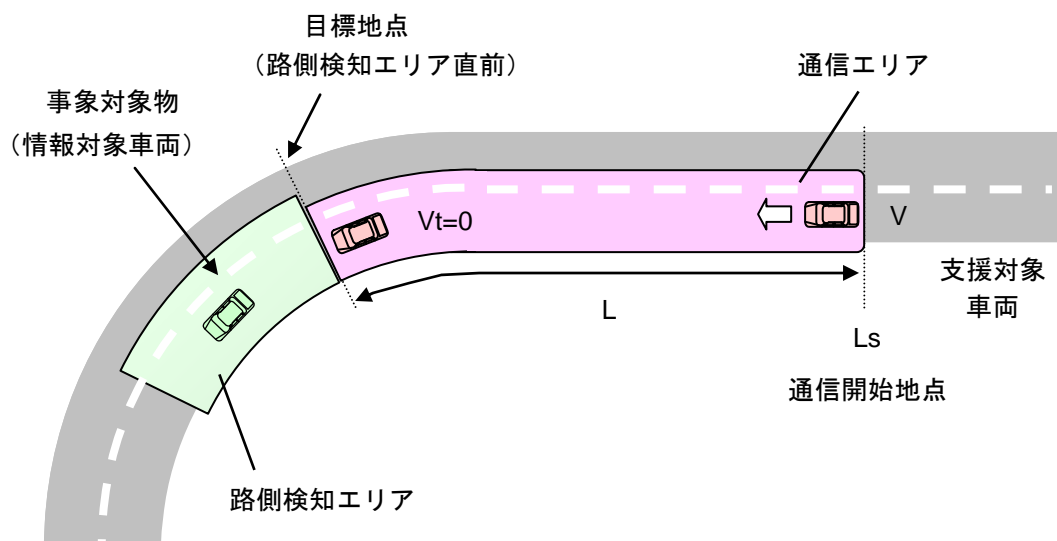 目標地点
（路側検知エリア直前）
通信エリア
事象対象物
（情報対象車両）
Vt=0
V
支援対象
車両
L
Ls
通信開始地点
路側検知エリア